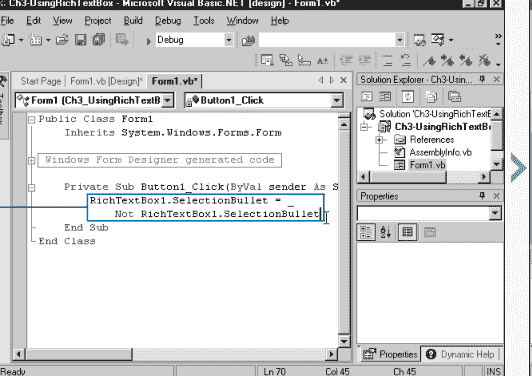 Ch3-UsingRichTextBox - Microsoft Visual Basic.NET [design] - Form1.vb*
File Edit View Project Build Debug Tools Window Help
Debug
Start Page Form1.vb [Design]* Form1.vb*
Form1 (Ch3_UsingRichTextB Button1_Click
Public Class Form1
Inherits System.Windows.Forms.Form
Windows Form Designer generated code
Private Sub Button1_Click(ByVal sender As S
RichTextBox1.SelectionBullet = _
Not RichTextBox1.SelectionBullet
End Sub
End Class
Solution Explorer - Ch3-Usin...
Solution 'Ch3-UsingRichTextE
Ch3-UsingRichTextB
References
AssemblyInfo.vb
Form1.vb
Properties
Properties Dynamic Help
Ready Ln 70 Col 45 Ch 45 INS